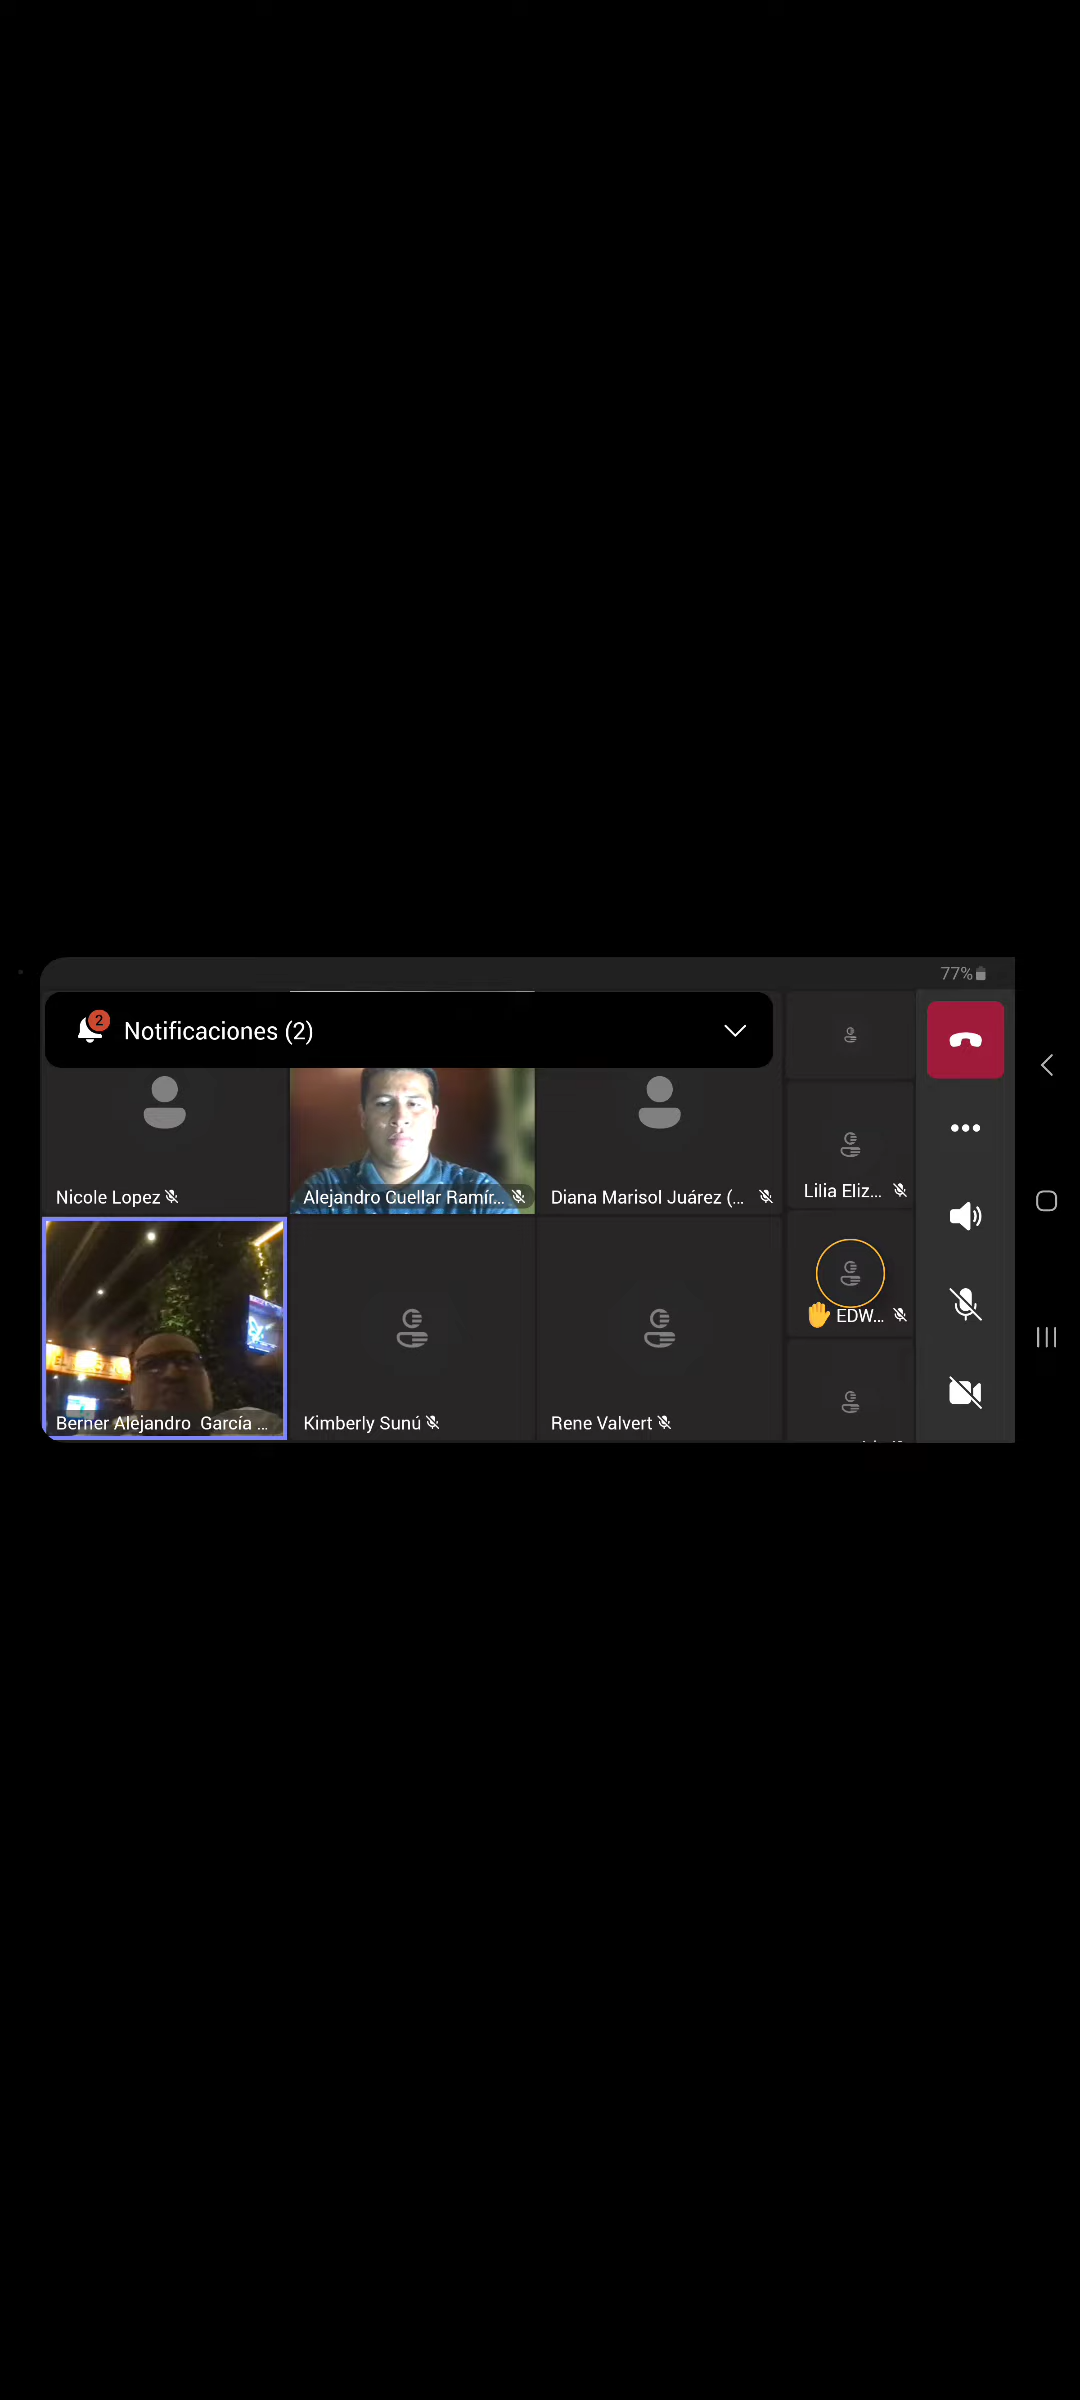 77%
2
Notificaciones (2)
Nicole Lopez
Alejandro Cuellar Ramír...
Diana Marisol Juárez (...
Lilia Eliz...
EDW...
Berner Alejandro  García ...
Kimberly Sunú
Rene Valvert